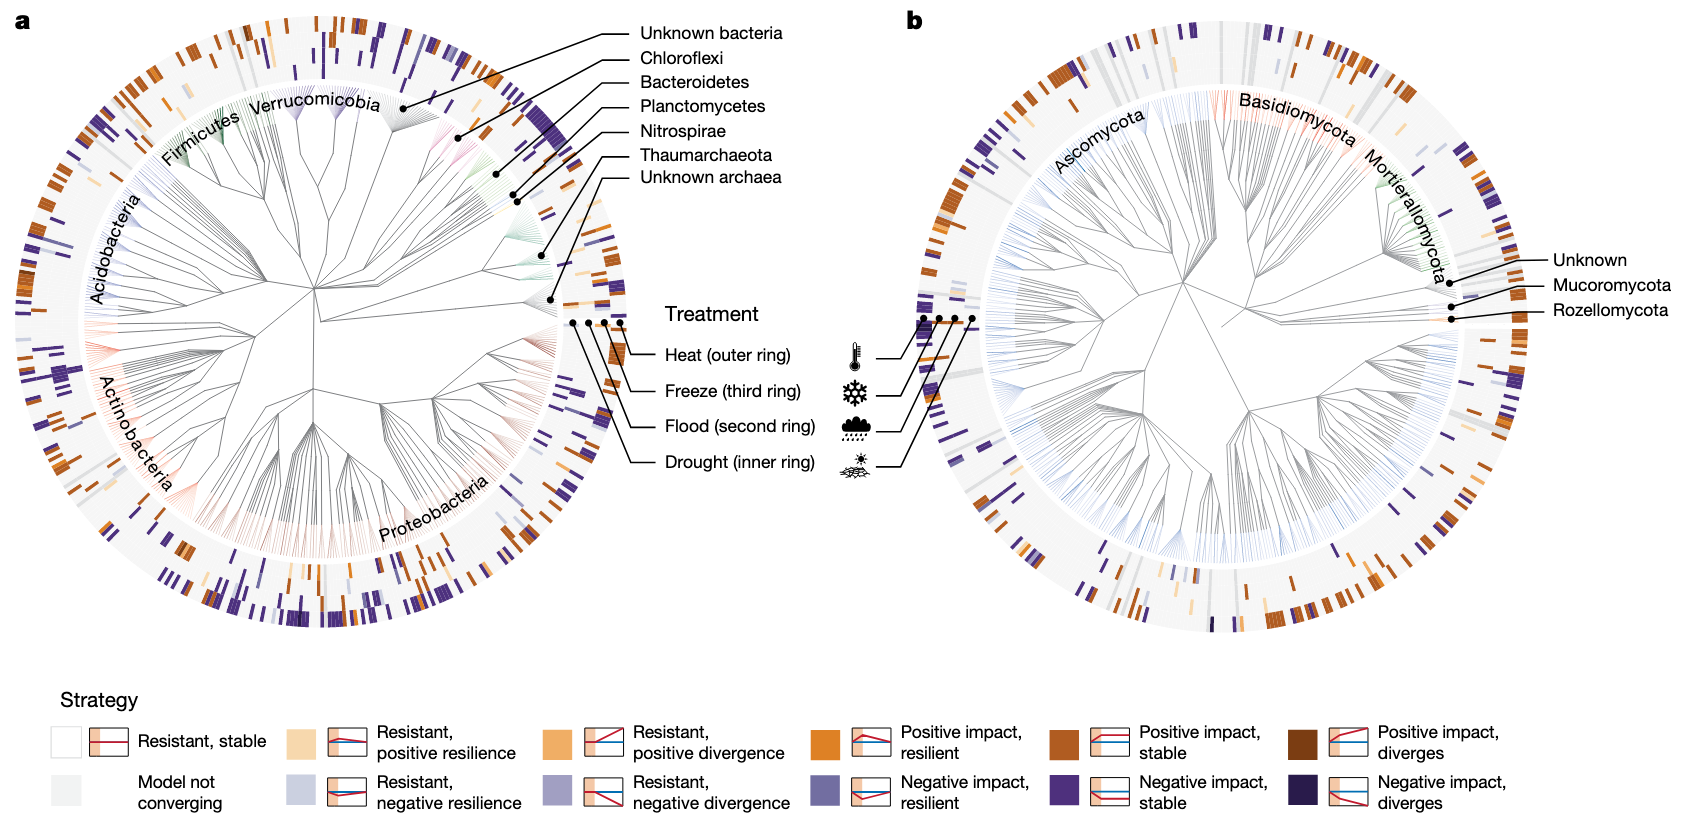 a
b
Unknown bacteria
Chloroflexi
Bacteroidetes
Planctomycetes
Nitrospirae
Thaumarchaeota
Unknown archaea
Verrucomicobia
Firmicutes
Acidobacteria
Actinobacteria
Proteobacteria
Treatment
Heat (outer ring)
Freeze (third ring)
Flood (second ring)
Drought (inner ring)
Ascomycota
Basidiomycota
Mortierallomycota
Unknown
Mucoromycota
Rozellomycota
Strategy
Resistant, stable
Resistant,
positive resilience
Resistant,
positive divergence
Positive impact,
resilient
Positive impact,
stable
Positive impact,
diverges
Model not
converging
Resistant,
negative resilience
Resistant,
negative divergence
Negative impact,
resilient
Negative impact,
stable
Negative impact,
diverges